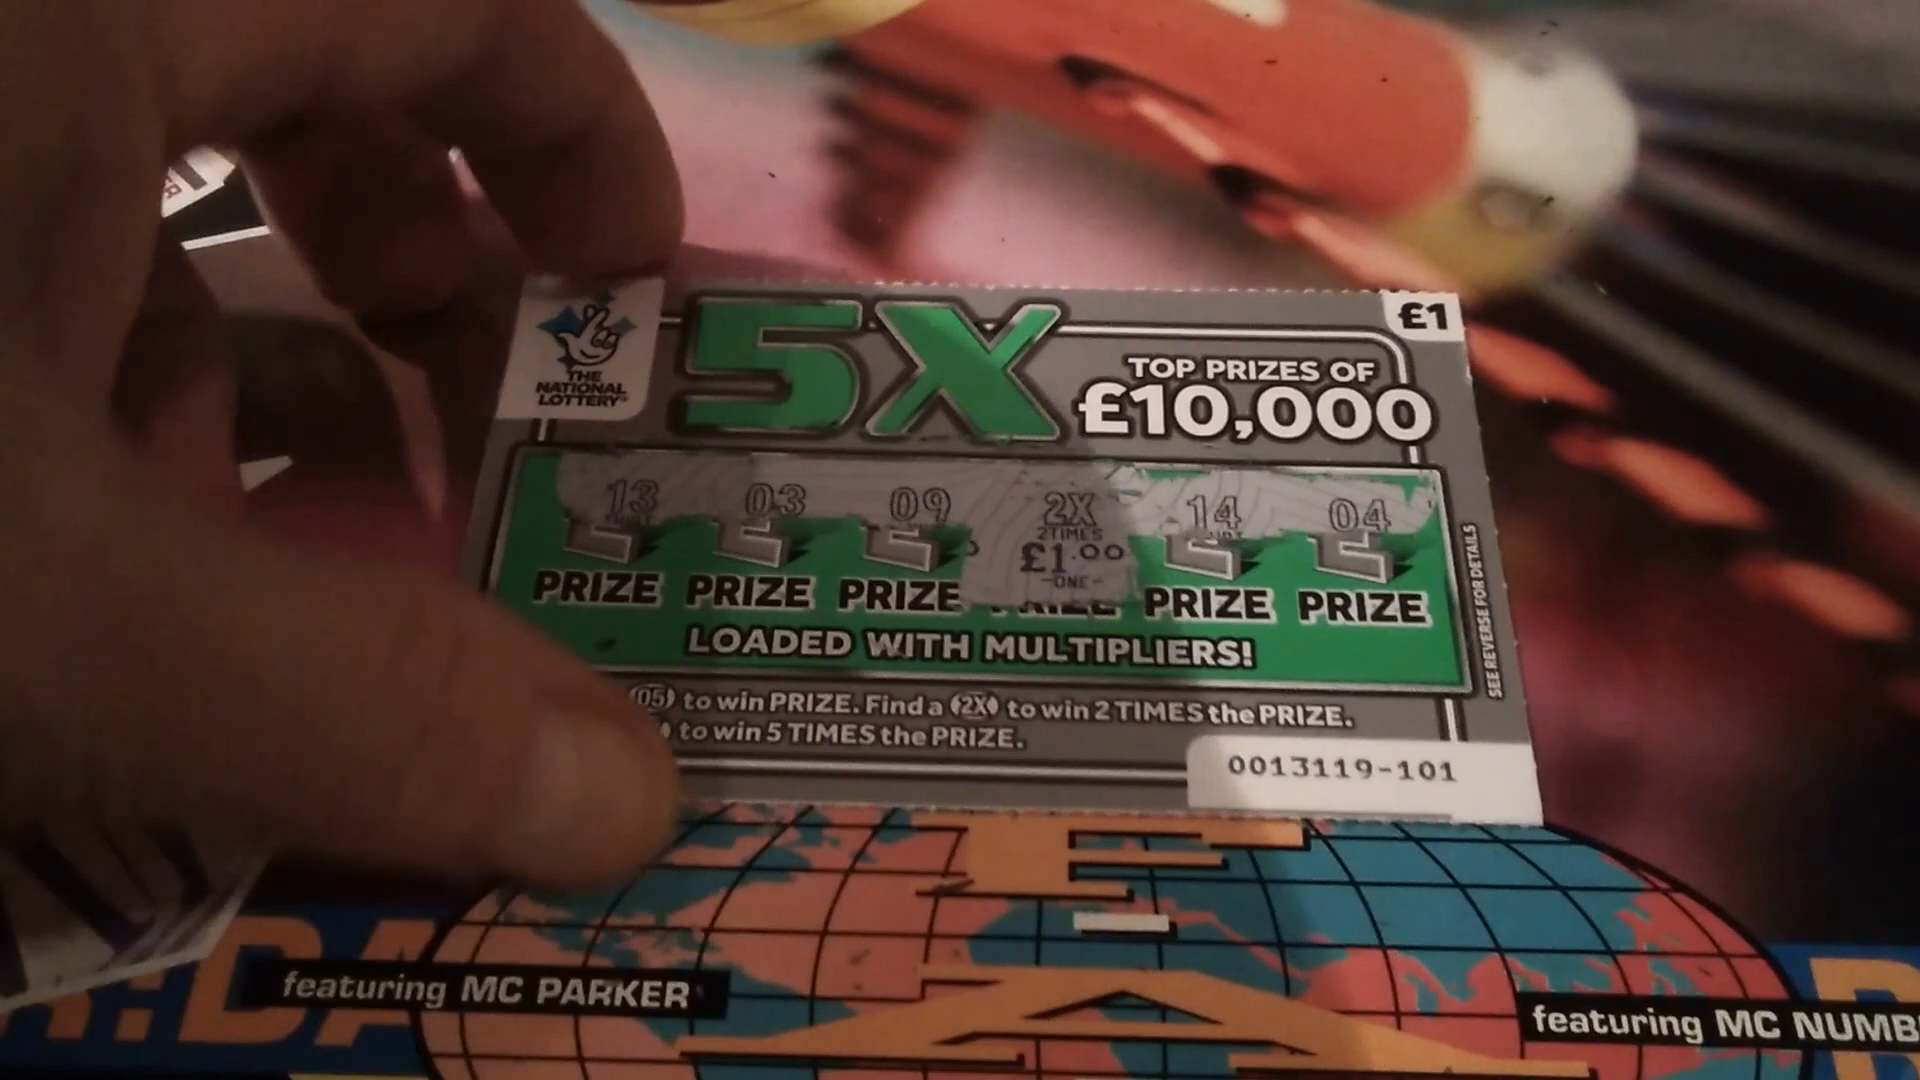 THE
NATIONAL
LOTTERY®
5X
TOP PRIZES OF
£10,000
£1
13 03 09 2X 14 04
2TIMES
£1.00
-ONE-
PRIZE PRIZE PRIZE PRIZE PRIZE PRIZE
LOADED WITH MULTIPLIERS!
05 to win PRIZE. Find a 2X to win 2 TIMES the PRIZE.
to win 5 TIMES the PRIZE.
SEE REVERSE FOR DETAILS
0013119-101
featuring MC PARKER
featuring MC NUMB